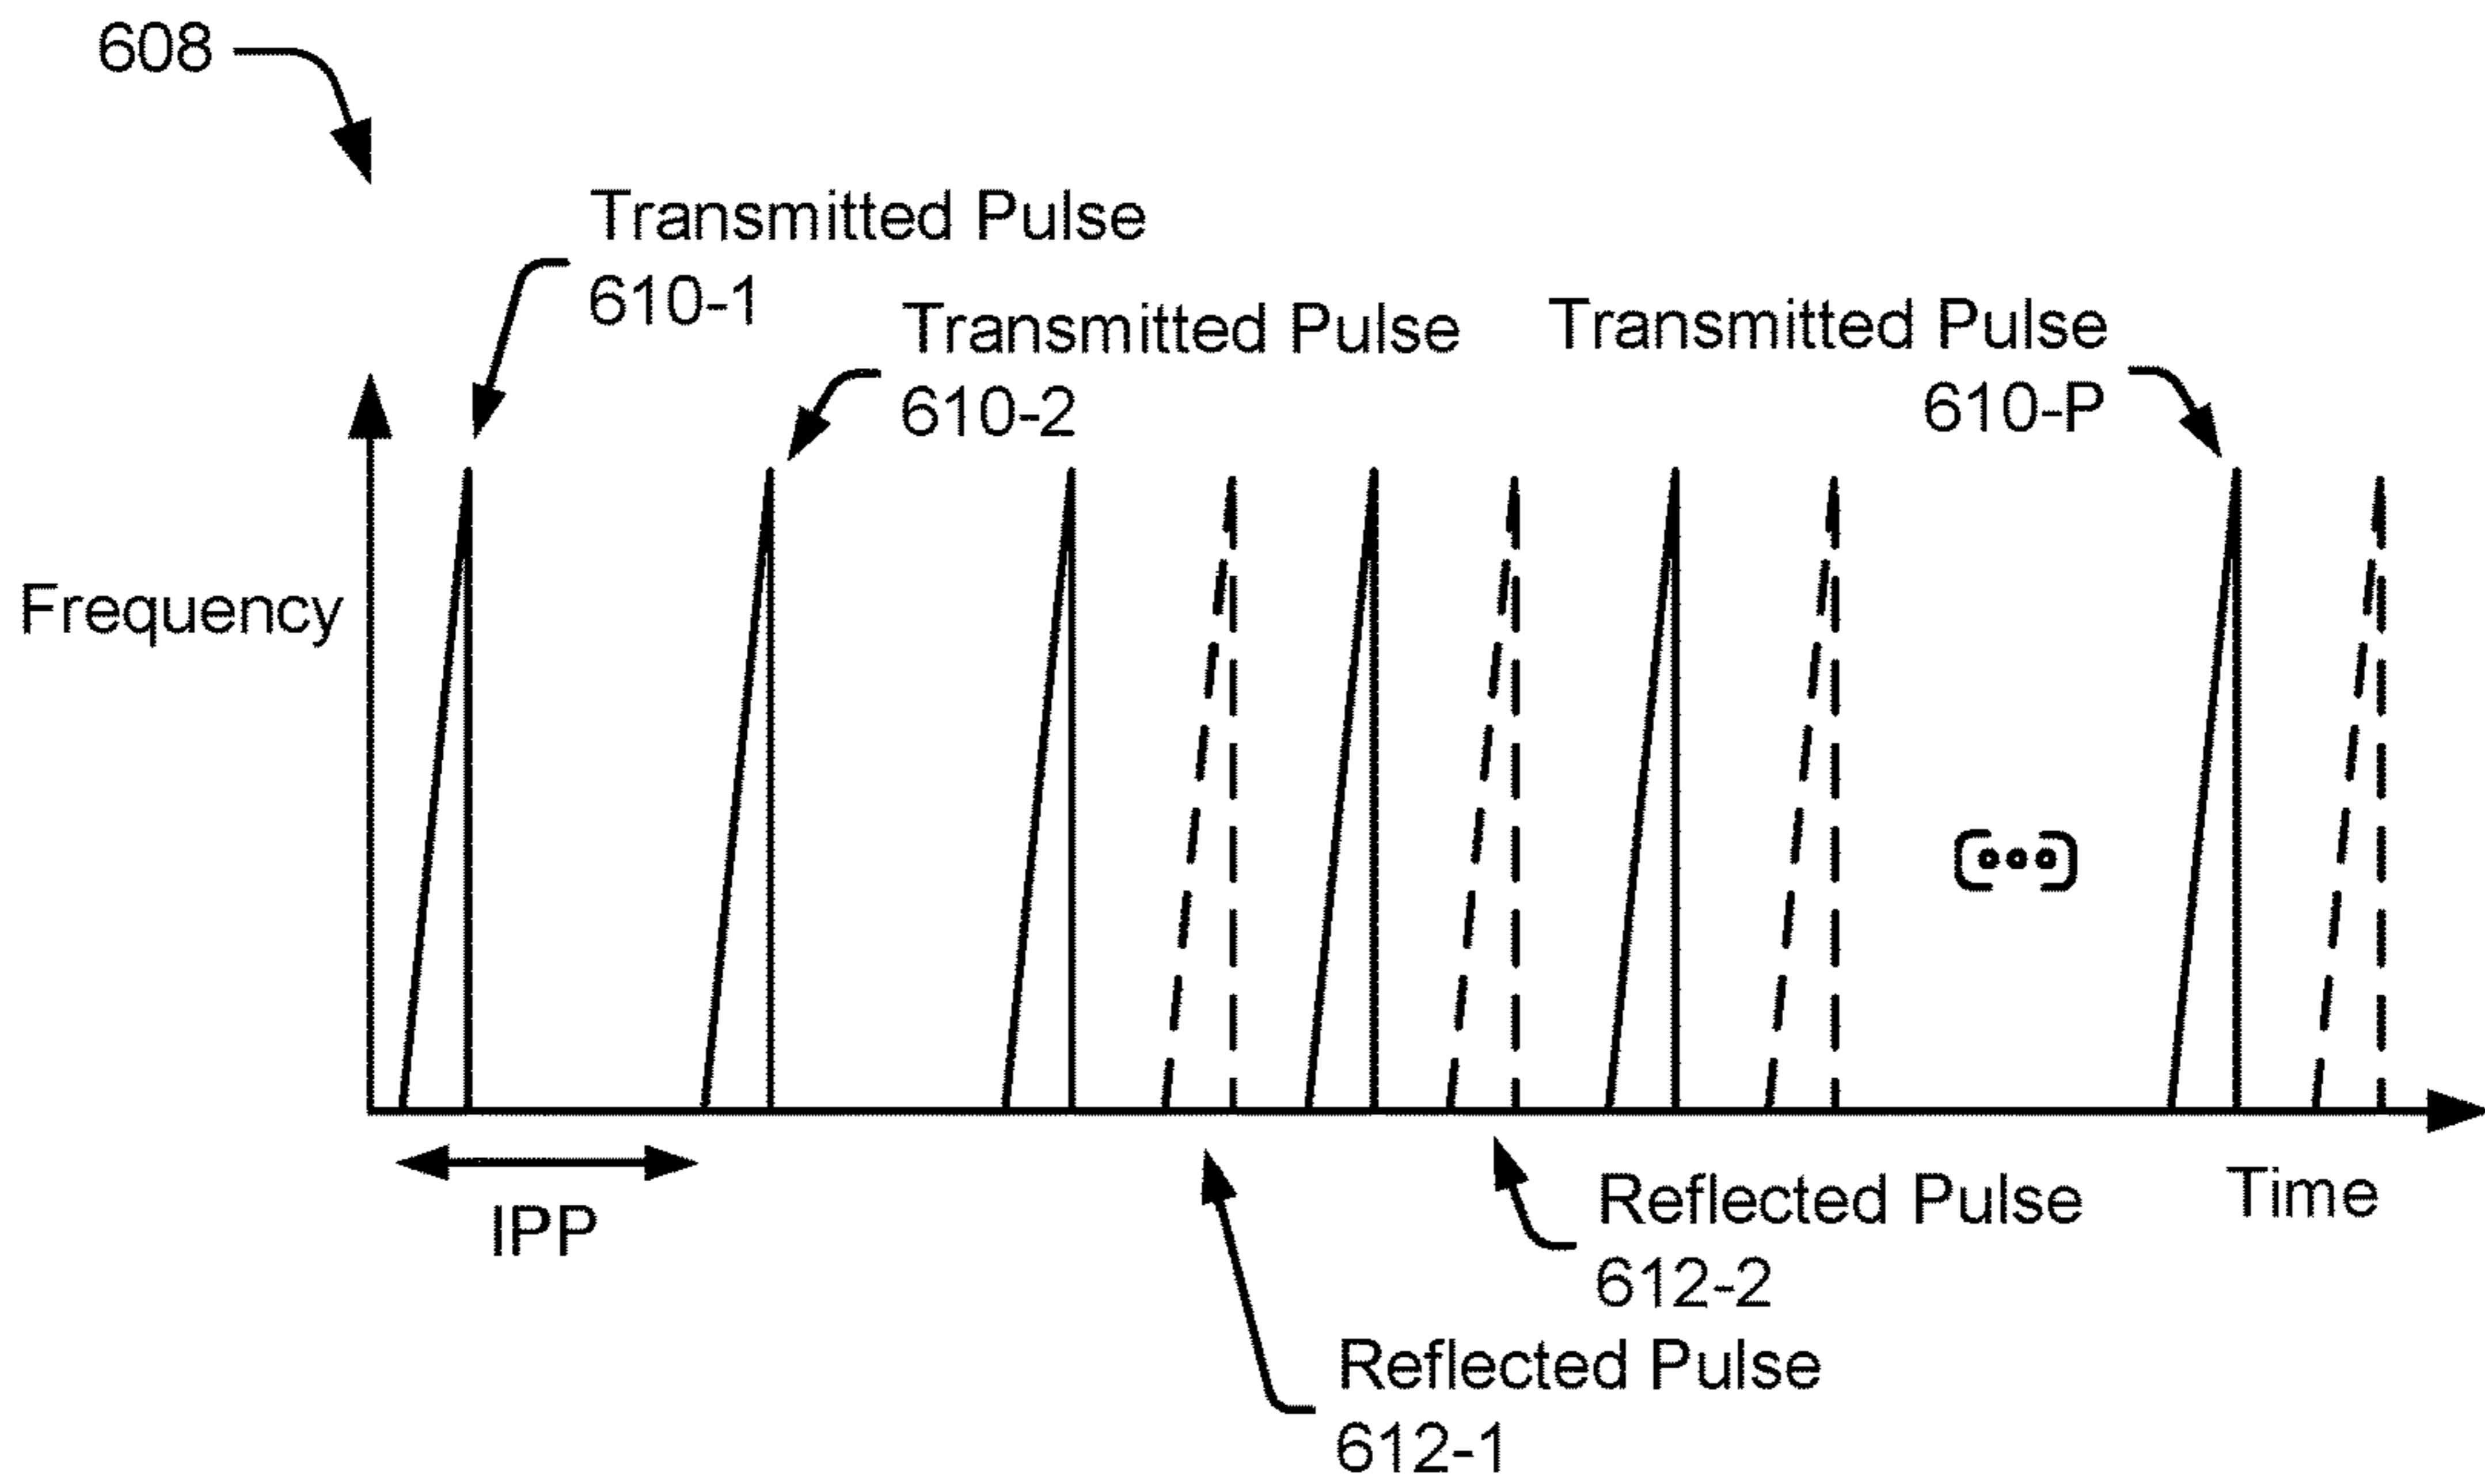 608
Transmitted Pulse
610-1
Transmitted Pulse
610-2
Transmitted Pulse
610-P
Frequency
IPP
Reflected Pulse
612-2
Time
Reflected Pulse
612-1